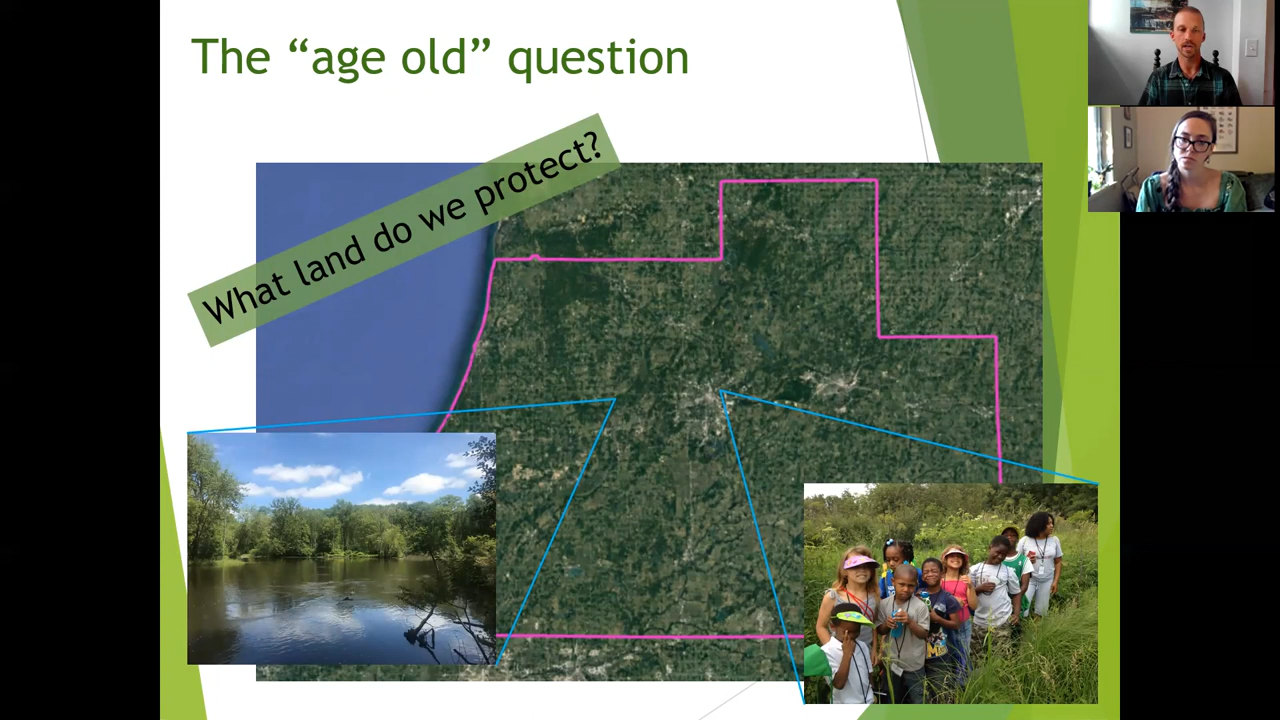 The “age old” question
What land do we protect?